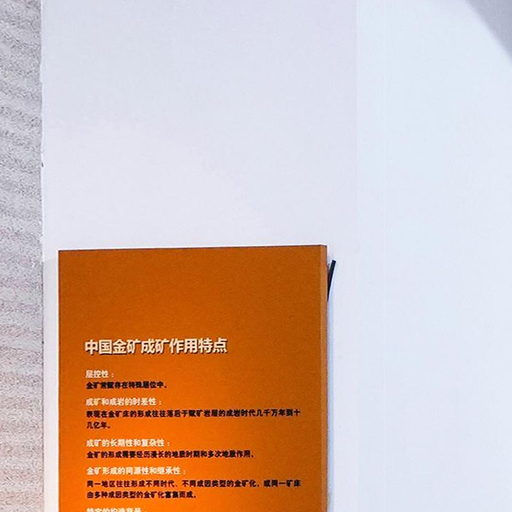 中国金矿成矿作用特点
层控性：
金矿常赋存在特殊层位中。
成矿和成岩的时差性：
表现在金矿床的形成往往落后于赋矿岩层的成岩时代几千万年到十
几亿年。
成矿的长期性和复杂性：
金矿的形成需要经历漫长的地质时期和多次地质作用。
金矿形成的同源性和继承性：
同一地区往往形成不同时代、不同成因类型的金矿化，或同一矿床
由多种成因类型的金矿化富集而成。